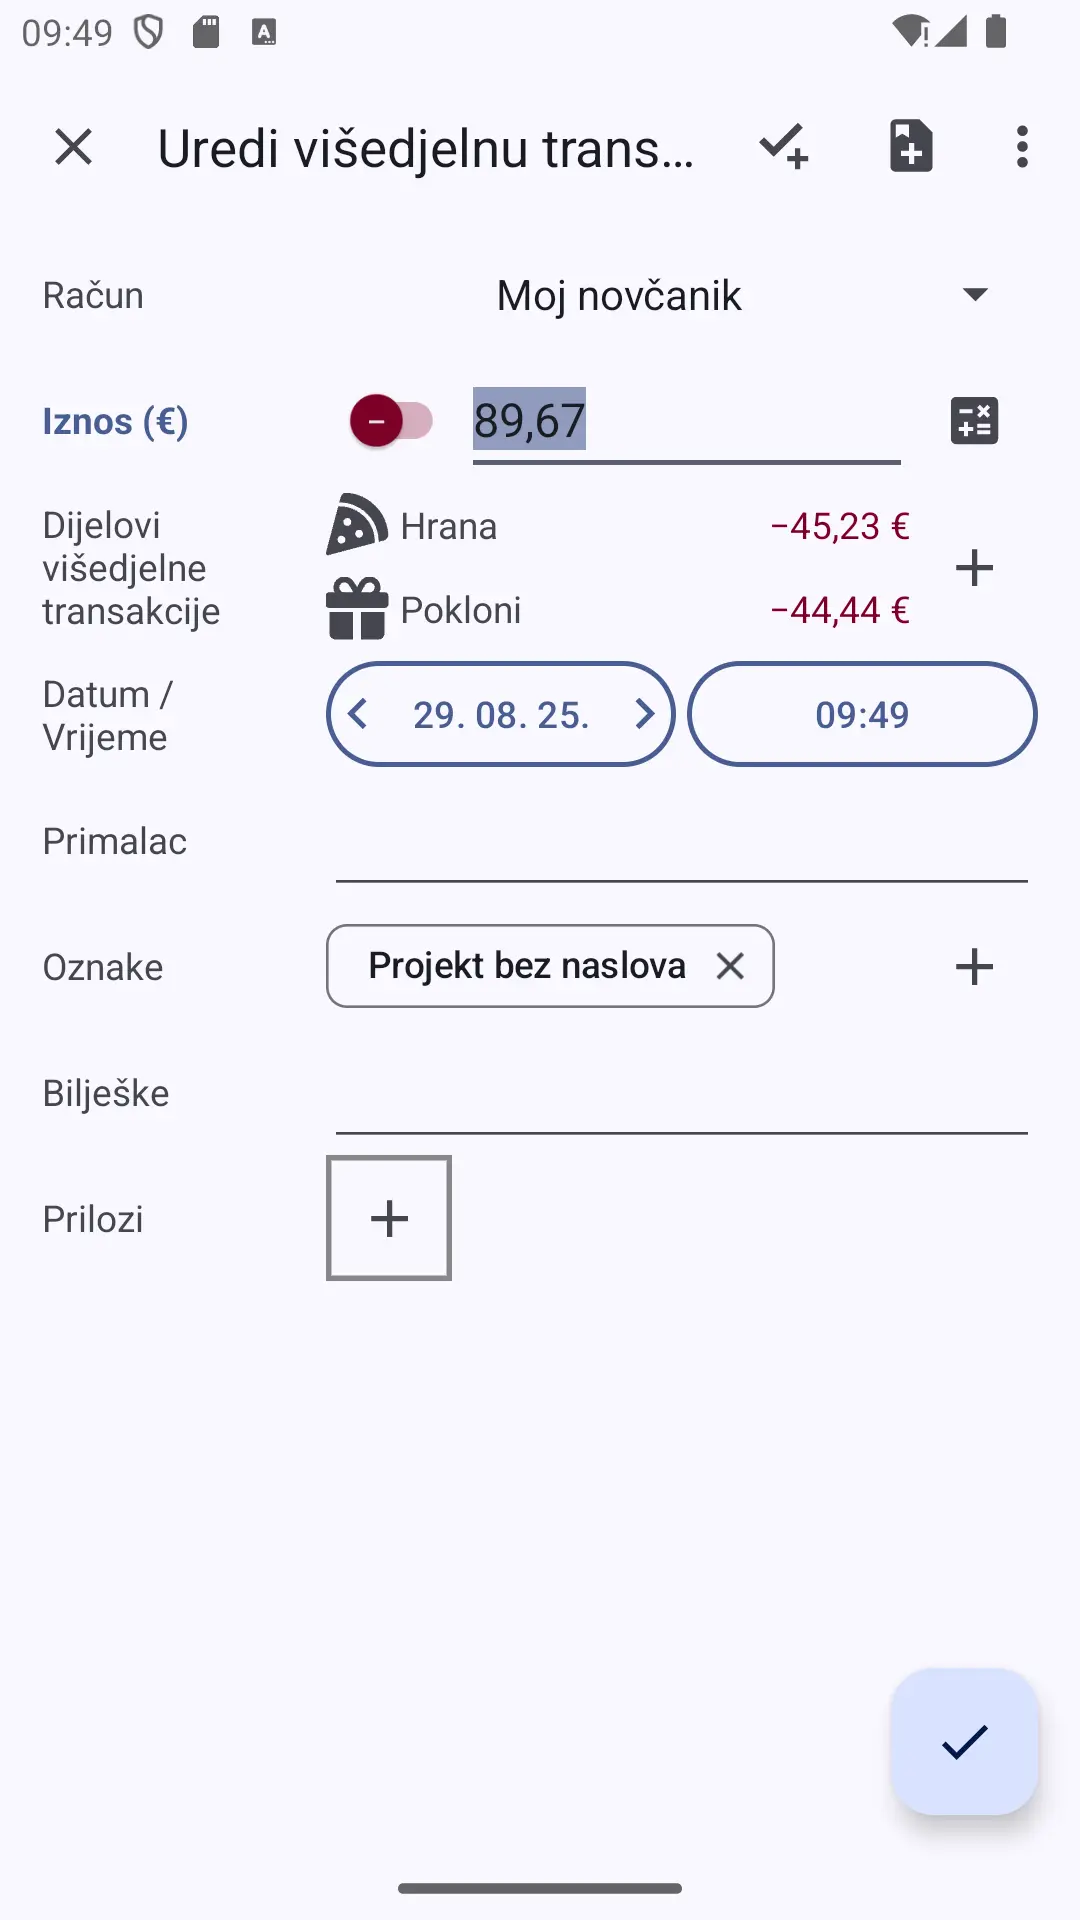 09:49
Uredi višedjelnu trans...
Račun
Moj novčanik
Iznos (€)
89,67
Dijelovi
višedjelne
transakcije
Hrana
−45,23 €
Pokloni
−44,44 €
Datum /
Vrijeme
29. 08. 25.
09:49
Primalac
Oznake
Projekt bez naslova
Bilješke
Prilozi